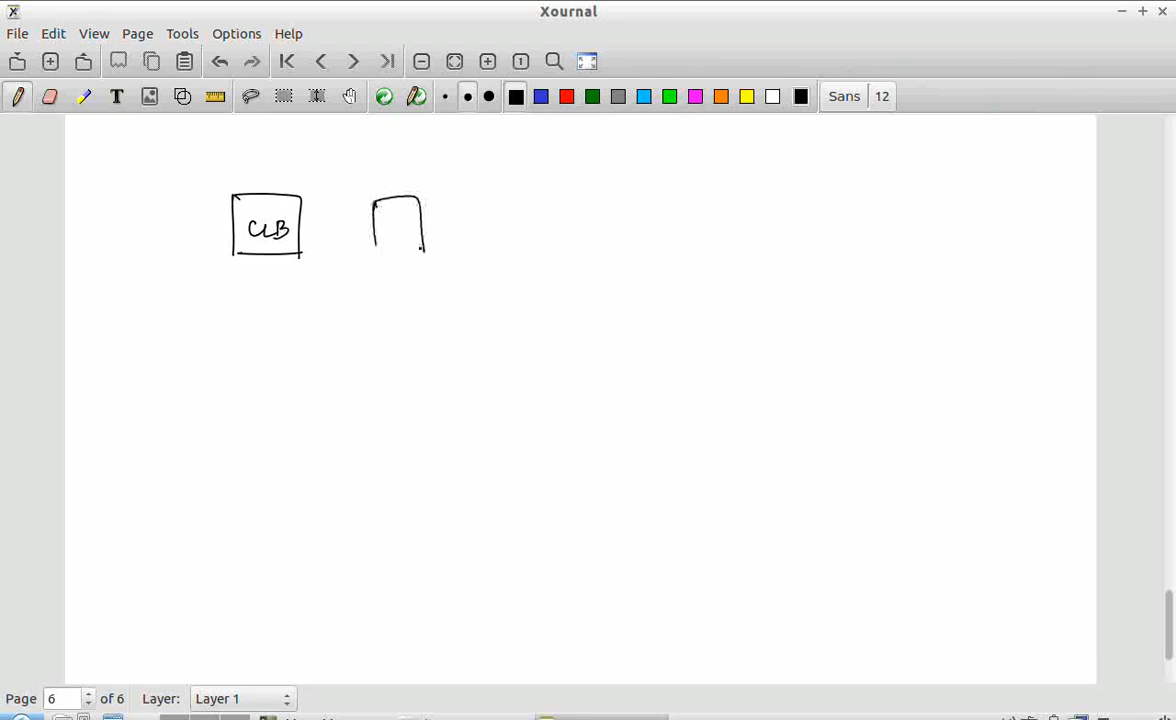 Xournal
File Edit View Page Tools Options Help
Sans 12
CLB
Page 6 of 6 Layer: Layer 1